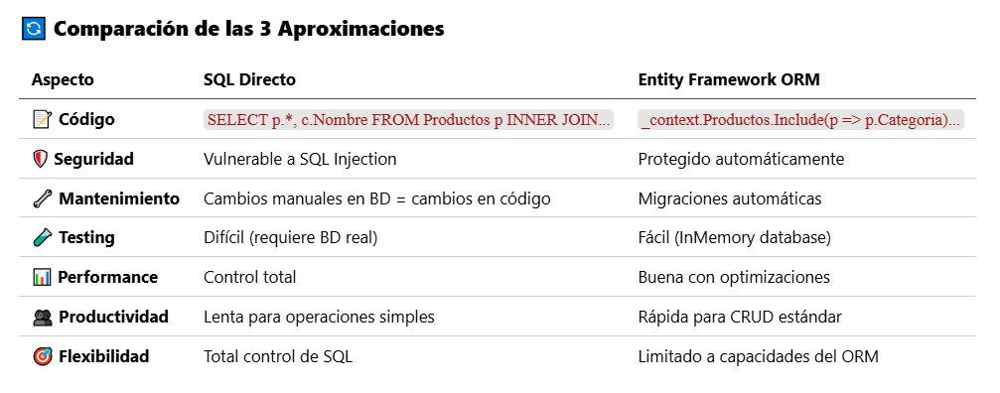 Comparación de las 3 Aproximaciones
Aspecto SQL Directo Entity Framework ORM
Código SELECT p.*, c.Nombre FROM Productos p INNER JOIN... _context.Productos.Include(p => p.Categoria)...
Seguridad Vulnerable a SQL Injection Protegido automáticamente
Mantenimiento Cambios manuales en BD = cambios en código Migraciones automáticas
Testing Difícil (requiere BD real) Fácil (InMemory database)
Performance Control total Buena con optimizaciones
Productividad Lenta para operaciones simples Rápida para CRUD estándar
Flexibilidad Total control de SQL Limitado a capacidades del ORM